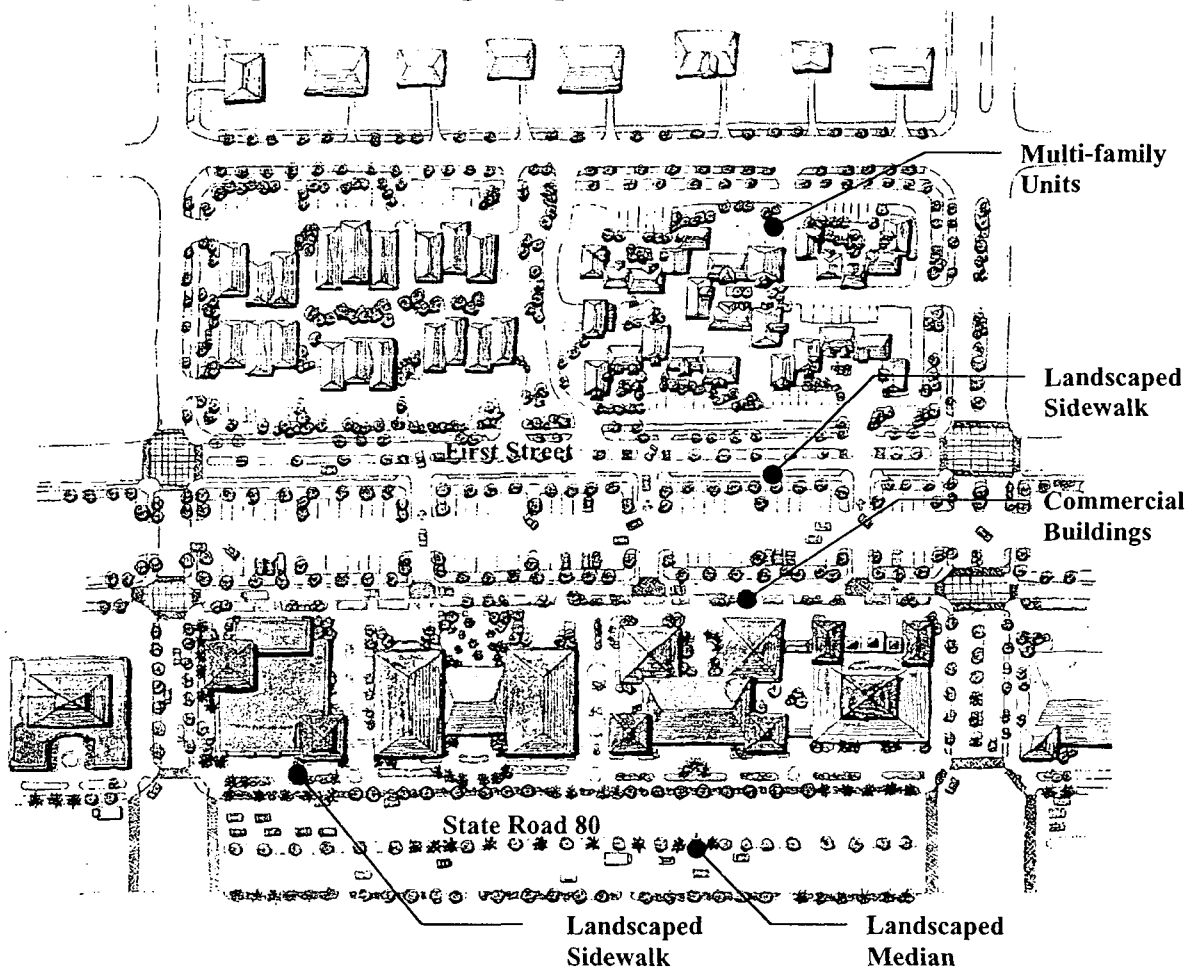 Multi-family
Units
Landscaped
Sidewalk
First Street
Commercial
Buildings
State Road 80
Landscaped
Sidewalk
Landscaped
Median